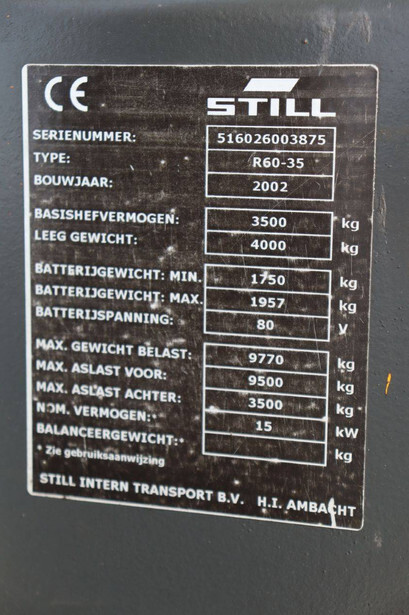 CE STILL
SERIENUMMER: 516026003875
TYPE: R60-35
BOUWJAAR: 2002
BASISHEFVERMOGEN: 3500 kg
LEEG GEWICHT: 4000 kg
BATTERIJGEWICHT: MIN. 1750 kg
BATTERIJGEWICHT: MAX. 1957 kg
BATTERIJSPANNING: 80 V
MAX. GEWICHT BELAST: 9770 kg
MAX. ASLAST VOOR: 9500 kg
MAX. ASLAST ACHTER: 3500 kg
NOM. VERMOGEN:* 15 kW
BALANCEERGEWICHT:* kg
* Zie gebruiksaanwijzing
STILL INTERN TRANSPORT B.V. H.I. AMBACHT